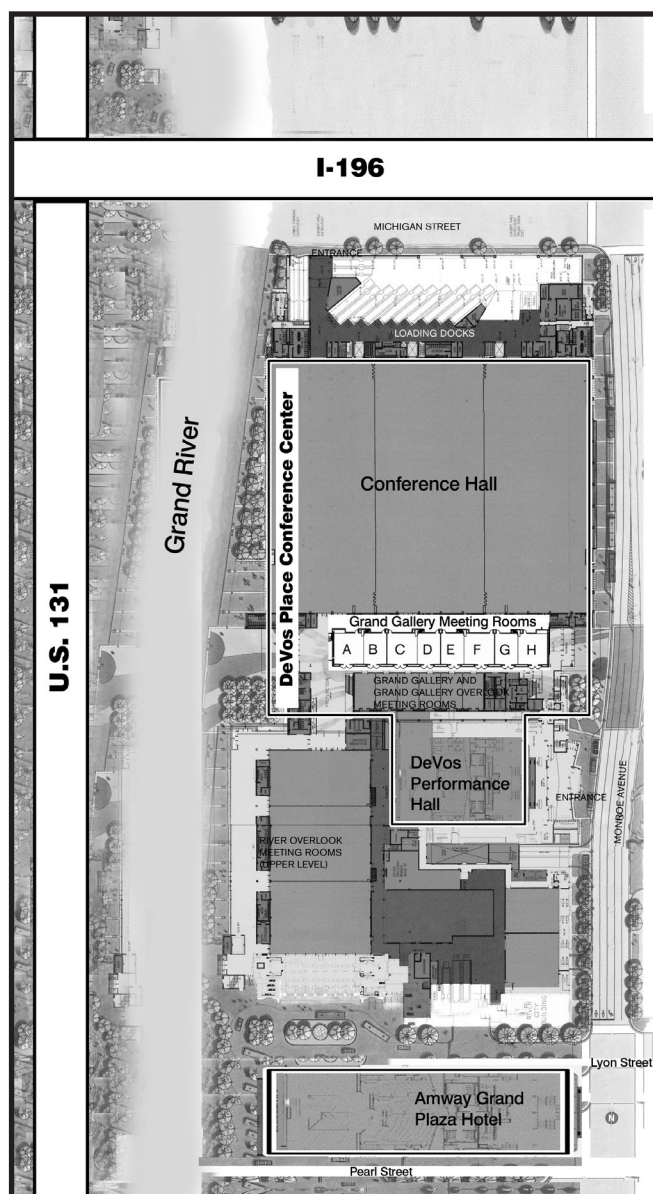 I-196
MICHIGAN STREET
ENTRANCE
LOADING DOCKS
U.S. 131
Grand River
DeVos Place Conference Center
Conference Hall
Grand Gallery Meeting Rooms
A B C D E F G H
GRAND GALLERY AND
GRAND GALLERY OVERLOOK
MEETING ROOMS
DeVos
Performance
Hall
ENTRANCE
MONROE AVENUE
RIVER OVERLOOK
MEETING ROOMS
(UPPER LEVEL)
CITY
BUILDING
Lyon Street
Amway Grand
Plaza Hotel
N
Pearl Street